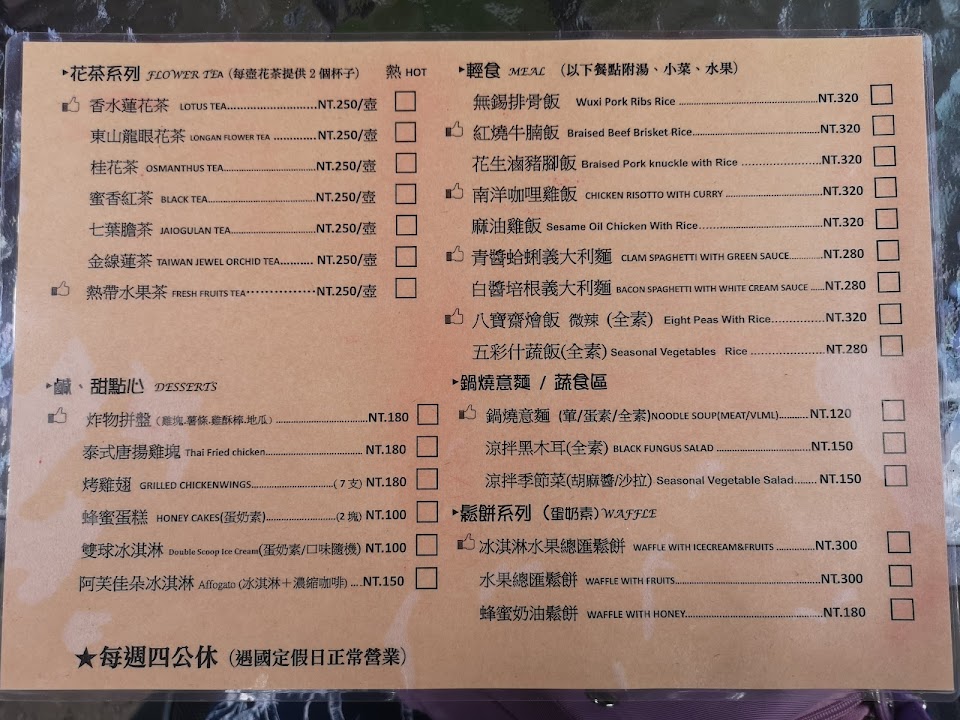 ▸花茶系列 FLOWER TEA (每壺花茶提供2個杯子) 熱 HOT
香水蓮花茶 LOTUS TEA........................NT.250/壺
東山龍眼花茶 LONGAN FLOWER TEA ............NT.250/壺
桂花茶 OSMANTHUS TEA........................NT.250/壺
蜜香紅茶 BLACK TEA........................NT.250/壺
七葉膽茶 JAIOGULAN TEA......................NT.250/壺
金線蓮茶 TAIWAN JEWEL ORCHID TEA..........NT.250/壺
熱帶水果茶 FRESH FRUITS TEA················NT.250/壺
▸鹹、甜點心 DESSERTS
炸物拼盤 (雞塊.薯條.雞酥棒.地瓜) ........................NT.180
泰式唐揚雞塊 Thai Fried chicken........................ NT.180
烤雞翅 GRILLED CHICKENWINGS........................( 7 支) NT.180
蜂蜜蛋糕 HONEY CAKES(蛋奶素)..................(2 塊) NT.100
雙球冰淇淋 Double Scoop Ice Cream(蛋奶素/口味隨機) NT.100
阿芙佳朵冰淇淋 Affogato (冰淇淋＋濃縮咖啡) ....NT.150
★每週四公休 (遇國定假日正常營業)
▸輕食 MEAL (以下餐點附湯、小菜、水果)
無錫排骨飯 Wuxi Pork Ribs Rice ........................NT.320
紅燒牛腩飯 Braised Beef Brisket Rice........................NT.320
花生滷豬腳飯 Braised Pork knuckle with Rice ........................NT.320
南洋咖哩雞飯 CHICKEN RISOTTO WITH CURRY ........................NT.320
麻油雞飯 Sesame Oil Chicken With Rice........................NT.320
青醬蛤蜊義大利麵 CLAM SPAGHETTI WITH GREEN SAUCE.........NT.280
白醬培根義大利麵 BACON SPAGHETTI WITH WHITE CREAM SAUCE ......NT.280
八寶齋燴飯 微辣 (全素) Eight Peas With Rice...............NT.320
五彩什蔬飯(全素) Seasonal Vegetables Rice .....................NT.280
▸鍋燒意麵 / 蔬食區
鍋燒意麵 (葷/蛋素/全素)NOODLE SOUP(MEAT/VLML)..........NT.120
涼拌黑木耳(全素) BLACK FUNGUS SALAD ........................NT.150
涼拌季節菜(胡麻醬/沙拉) Seasonal Vegetable Salad....... NT.150
▸鬆餅系列 (蛋奶素) WAFFLE
冰淇淋水果總匯鬆餅 WAFFLE WITH ICECREAM&FRUITS ............NT.300
水果總匯鬆餅 WAFFLE WITH FRUITS........................NT.300
蜂蜜奶油鬆餅 WAFFLE WITH HONEY........................NT.180